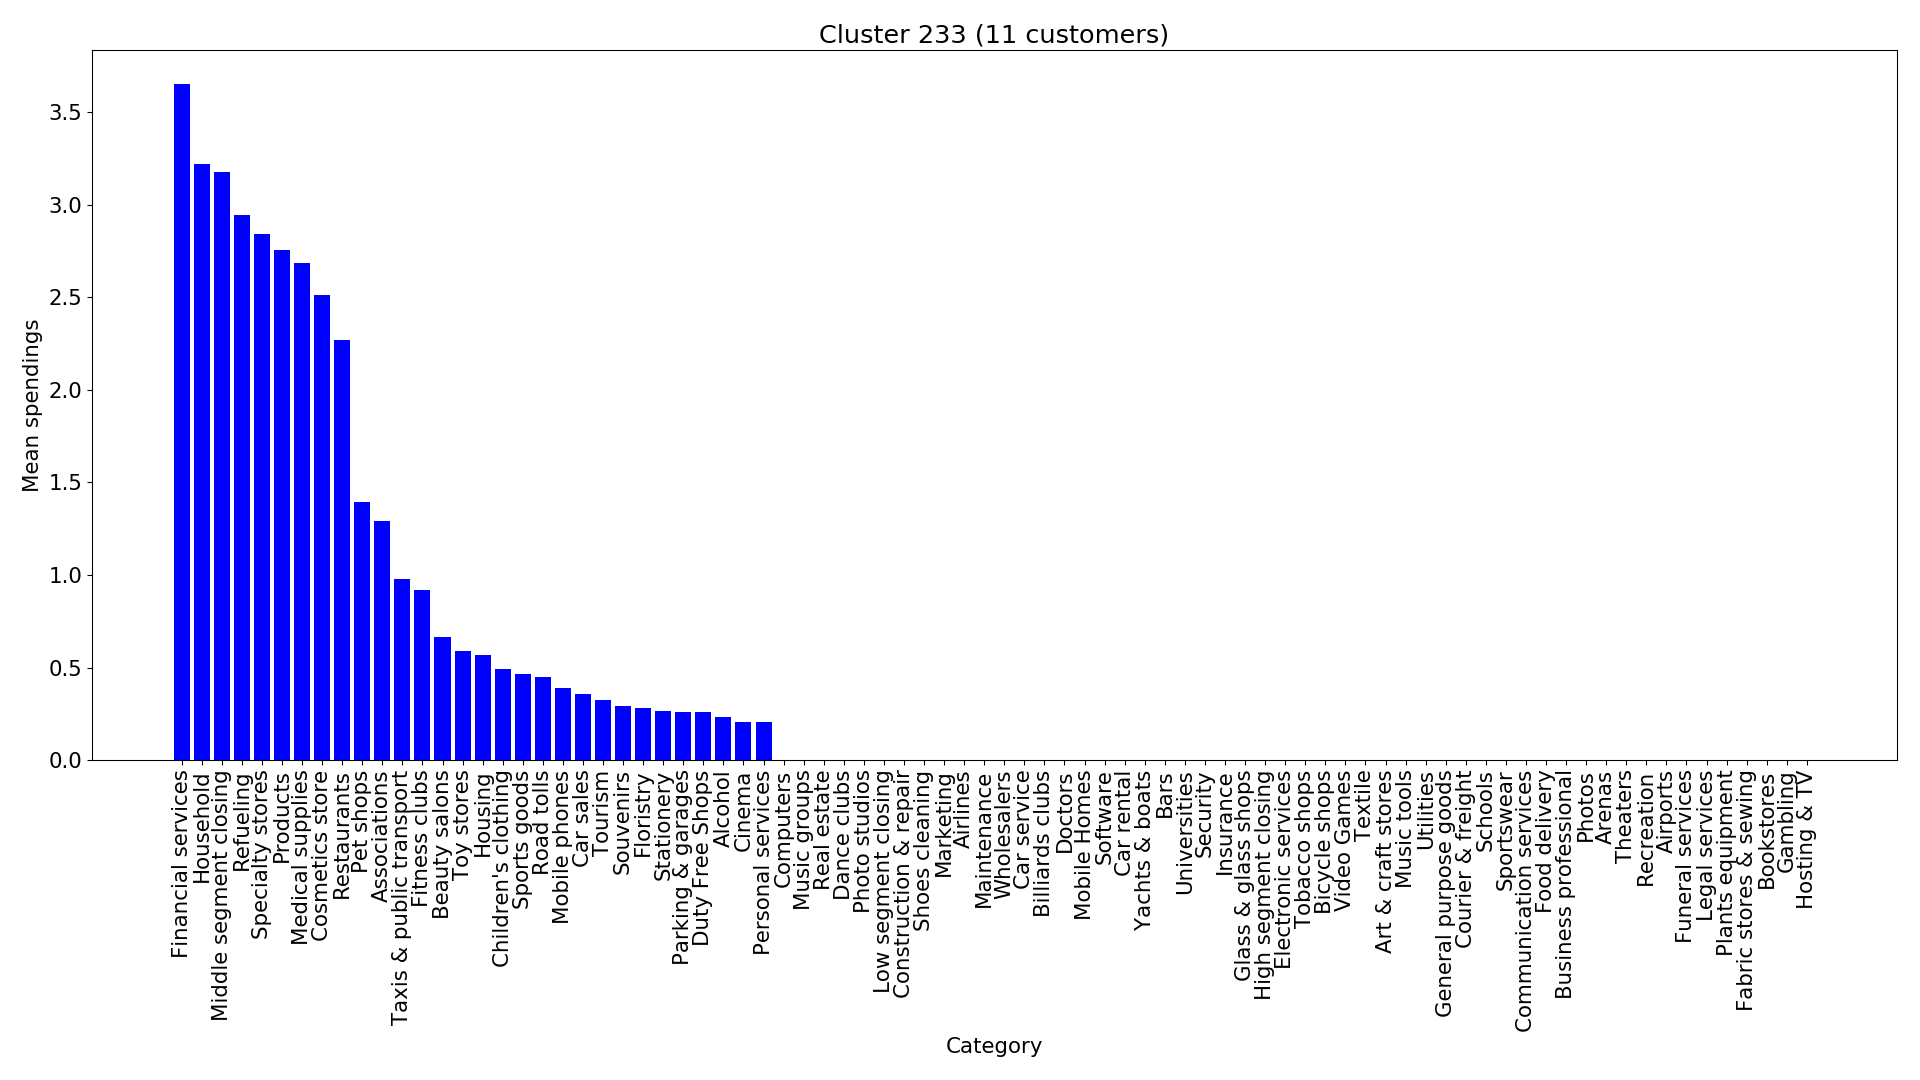 Cluster 233 (11 customers)
Mean spendings
3.5
3.0
2.5
2.0
1.5
1.0
0.5
0.0
Financial services
Household
Middle segment closing
Refueling
Specialty stores
Products
Medical supplies
Cosmetics store
Restaurants
Pet shops
Associations
Taxis & public transport
Fitness clubs
Beauty salons
Toy stores
Housing
Children's clothing
Sports goods
Road tolls
Mobile phones
Car sales
Tourism
Souvenirs
Floristry
Stationery
Parking & garages
Duty Free Shops
Alcohol
Cinema
Personal services
Computers
Music groups
Real estate
Dance clubs
Photo studios
Low segment closing
Construction & repair
Shoes cleaning
Marketing
Airlines
Maintenance
Wholesalers
Car service
Billiards clubs
Doctors
Mobile Homes
Software
Car rental
Yachts & boats
Bars
Universities
Security
Insurance
Glass & glass shops
High segment closing
Electronic services
Tobacco shops
Bicycle shops
Video Games
Textile
Art & craft stores
Music tools
Utilities
General purpose goods
Courier & freight
Schools
Sportswear
Communication services
Food delivery
Business professional
Photos
Arenas
Theaters
Recreation
Airports
Funeral services
Legal services
Plants equipment
Fabric stores & sewing
Bookstores
Gambling
Hosting & TV
Category